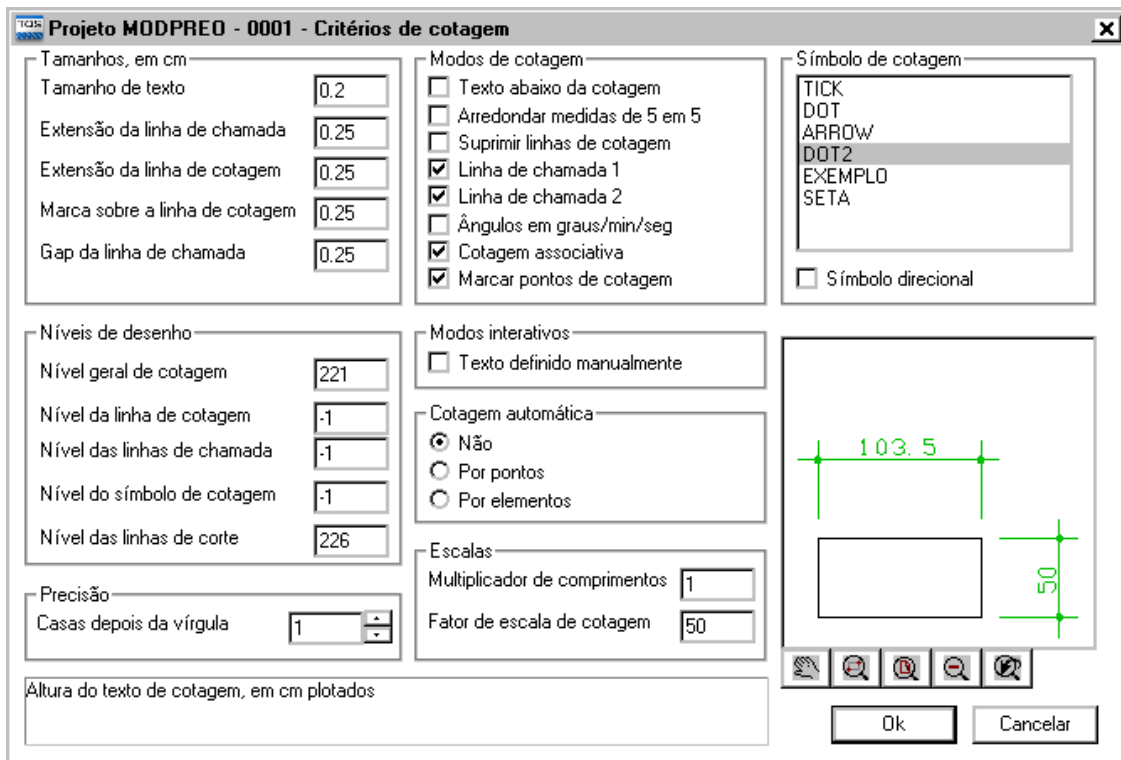 TQS Projeto MODPREO - 0001 - Critérios de cotagem
Tamanhos, em cm
Tamanho de texto 0.2
Extensão da linha de chamada 0.25
Extensão da linha de cotagem 0.25
Marca sobre a linha de cotagem 0.25
Gap da linha de chamada 0.25
Níveis de desenho
Nível geral de cotagem 221
Nível da linha de cotagem -1
Nível das linhas de chamada -1
Nível do símbolo de cotagem -1
Nível das linhas de corte 226
Precisão
Casas depois da vírgula 1
Modos de cotagem
Texto abaixo da cotagem
Arredondar medidas de 5 em 5
Suprimir linhas de cotagem
Linha de chamada 1
Linha de chamada 2
Ângulos em graus/min/seg
Cotagem associativa
Marcar pontos de cotagem
Modos interativos
Texto definido manualmente
Cotagem automática
Não
Por pontos
Por elementos
Escalas
Multiplicador de comprimentos 1
Fator de escala de cotagem 50
Símbolo de cotagem
TICK
DOT
ARROW
DOT2
EXEMPLO
SETA
Símbolo direcional
103.5
50
Altura do texto de cotagem, em cm plotados
Ok
Cancelar